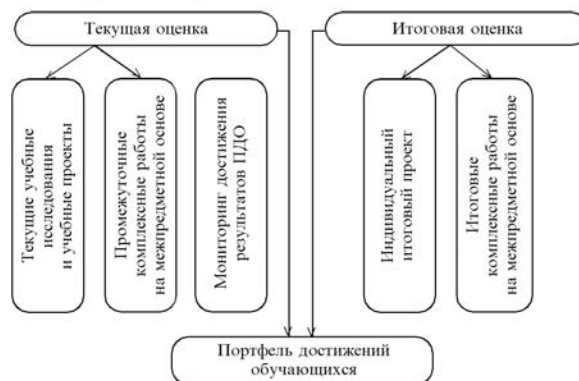 Текущая оценка
Итоговая оценка
Текущие учебные
исследования
и учебные проекты
Промежуточные
комплексные работы
на межпредметной основе
Мониторинг достижения
результатов ПДО
Индивидуальный
итоговый проект
Итоговые
комплексные работы
на межпредметной основе
Портфель достижений
обучающихся